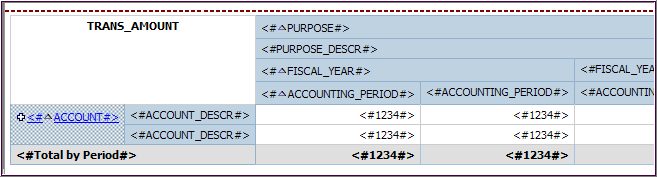 TRANS_AMOUNT <#⏶PURPOSE#>
<#PURPOSE_DESCR#>
<#⏶FISCAL_YEAR#> <#FISCAL_YEAR
<#⏶ACCOUNTING_PERIOD#> <#ACCOUNTING_PERIOD#> <#ACCOUNTIN
<#⏶ACCOUNT#> <#ACCOUNT_DESCR#> <#1234#> <#1234#>
<#ACCOUNT_DESCR#> <#1234#> <#1234#>
<#Total by Period#> <#1234#> <#1234#>